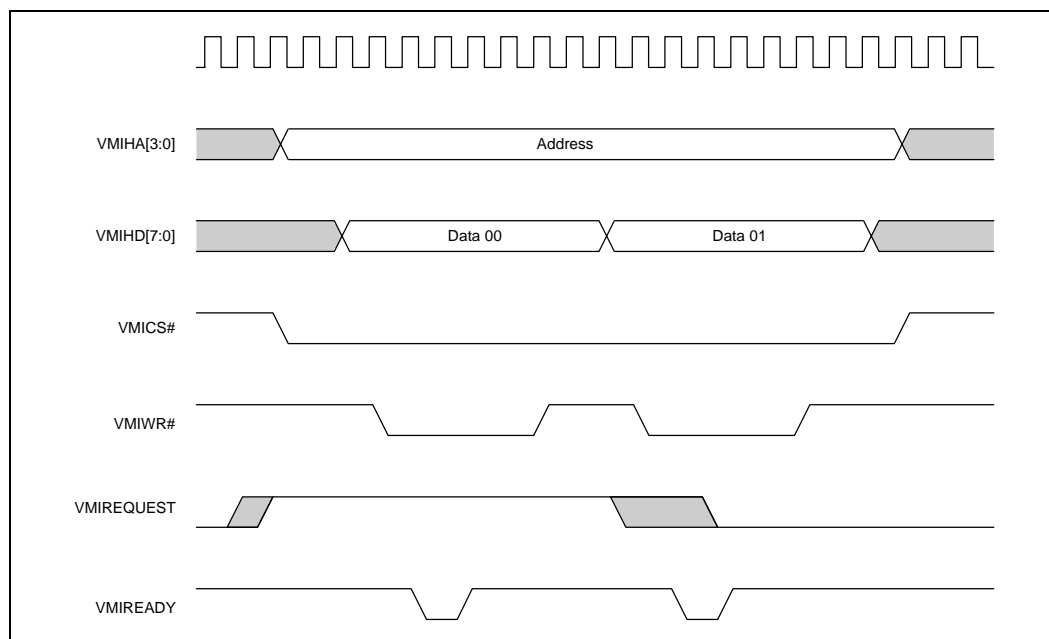 VMIHA[3:0]
Address
VMIHD[7:0]
Data 00
Data 01
VMICS#
VMIWR#
VMIREQUEST
VMIREADY